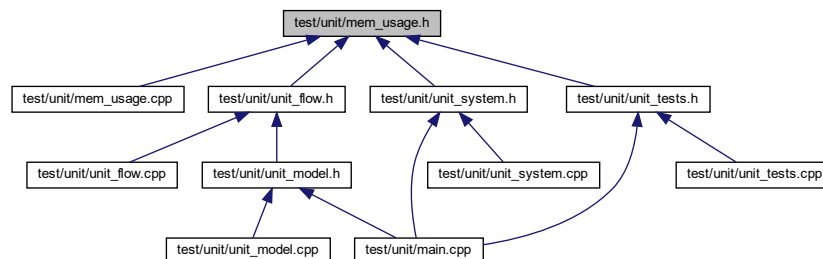 test/unit/mem_usage.h
test/unit/mem_usage.cpp
test/unit/unit_flow.h
test/unit/unit_system.h
test/unit/unit_tests.h
test/unit/unit_flow.cpp
test/unit/unit_model.h
test/unit/unit_system.cpp
test/unit/unit_tests.cpp
test/unit/unit_model.cpp
test/unit/main.cpp